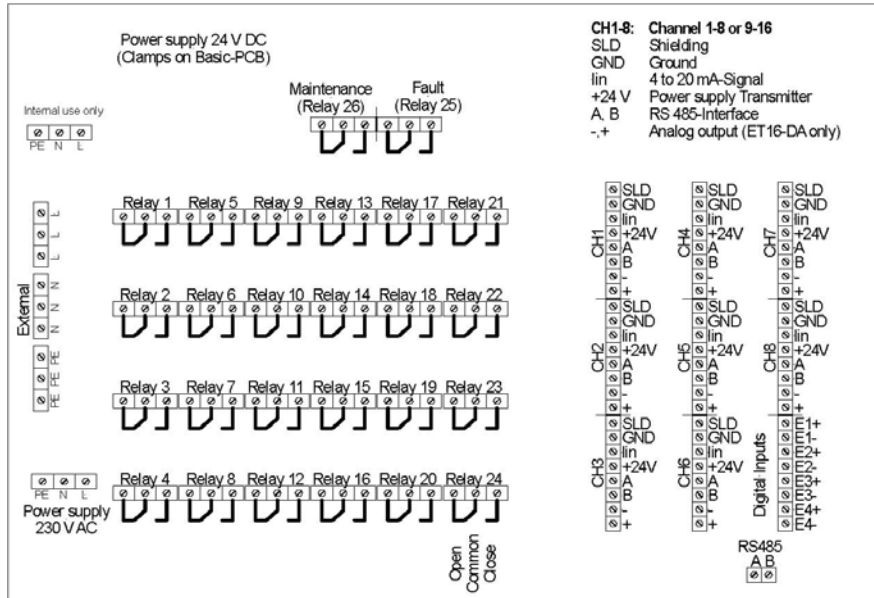 Power supply 24 V DC
(Clamps on Basic-PCB)
Maintenance
(Relay 26)
Fault
(Relay 25)
Internal use only
PE N L
CH1-8: Channel 1-8 or 9-16
SLD Shielding
GND Ground
Iin 4 to 20 mA-Signal
+24 V Power supply Transmitter
A, B RS 485-Interface
-,+ Analog output (ET16-DA only)
External
L
L
L
N
N
N
PE
PE
PE
Relay 1 Relay 5 Relay 9 Relay 13 Relay 17 Relay 21
Relay 2 Relay 6 Relay 10 Relay 14 Relay 18 Relay 22
Relay 3 Relay 7 Relay 11 Relay 15 Relay 19 Relay 23
Relay 4 Relay 8 Relay 12 Relay 16 Relay 20 Relay 24
PE N L
Power supply
230 V AC
Open
Common
Close
CH1
SLD
GND
Iin
+24V
A
B
-
+
CH2
SLD
GND
Iin
+24V
A
B
-
+
CH3
SLD
GND
Iin
+24V
A
B
-
+
CH4
SLD
GND
Iin
+24V
A
B
-
+
CH5
SLD
GND
Iin
+24V
A
B
-
+
CH6
SLD
GND
Iin
+24V
A
B
-
+
CH7
SLD
GND
Iin
+24V
A
B
-
+
CH8
SLD
GND
Iin
+24V
A
B
-
+
Digital Inputs
E1+
E1-
E2+
E2-
E3+
E3-
E4+
E4-
RS485
A B